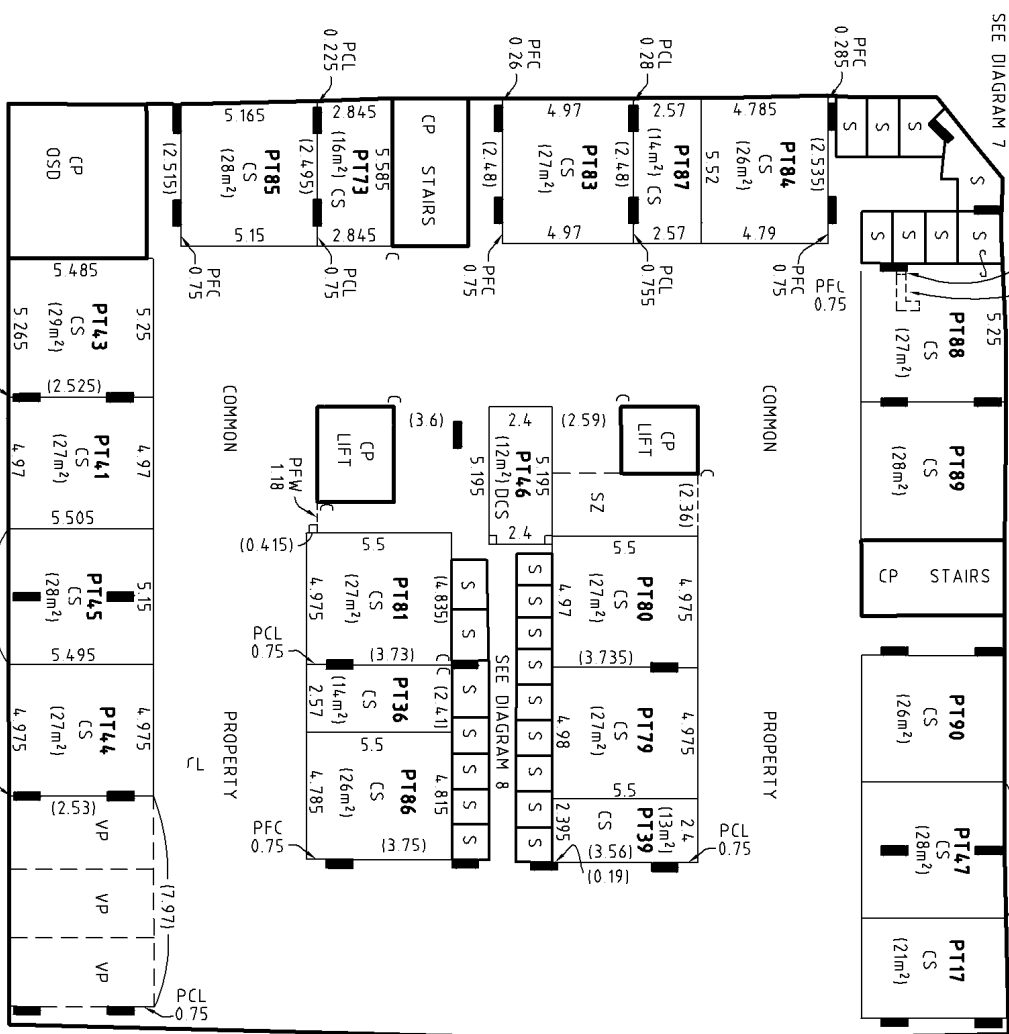 SEE DIAGRAM 7
PFC
0.285
PCL
0.28
PFC
0.26
PCL
0.225
4.785
PT84
CS
(26m²)
5.52
4.79
(2.535)
PFC
0.75
2.57
PT87
(14m²) CS
2.57
(2.48)
PCL
0.755
4.97
PT83
CS
(27m²)
4.97
(2.48)
PFC
0.75
CP STAIRS
2.845
PT73
(16m²) CS
5.585
2.845
(2.495)
PCL
0.75
5.165
PT85
CS
(28m²)
5.15
(2.515)
PFC
0.75
CP
OSD
S
S
S
S
S
S
S
S
PFC
0.75
5.25
PT88
CS
(27m²)
PT89
CS
(28m²)
CP STAIRS
PT90
CS
(26m²)
PT47
CS
(28m²)
PT17
CS
(21m²)
COMMON
PROPERTY
COMMON
PROPERTY
5.485
5.25
PT43
CS
(29m²)
5.265
(2.525)
4.97
PT41
CS
(27m²)
4.97
5.505
5.15
PT45
CS
(28m²)
5.495
4.975
PT44
CS
(27m²)
4.975
(2.53)
VP
VP
VP
(7.97)
PCL
0.75
CP
LIFT
(2.59)
(2.36)
SZ
2.4
PT46
(12m²) DCS
5.195
5.195
2.4
(3.6)
CP
LIFT
PFW
1.18
(0.415)
5.5
PT80
CS
(27m²)
4.975
4.97
(3.735)
PT79
CS
(27m²)
4.975
4.98
5.5
PT39
(13m²)
CS
2.4
2.395
(3.56)
PCL
0.75
(0.19)
S
S
S
S
S
S
S
S
SEE DIAGRAM 8
S
S
S
S
S
S
S
5.5
PT81
CS
(27m²)
(4.835)
4.975
(3.73)
PCL
0.75
PT36
CS
(14m²)
(2.41)
2.57
5.5
PT86
CS
(26m²)
4.815
4.785
(3.75)
PFC
0.75